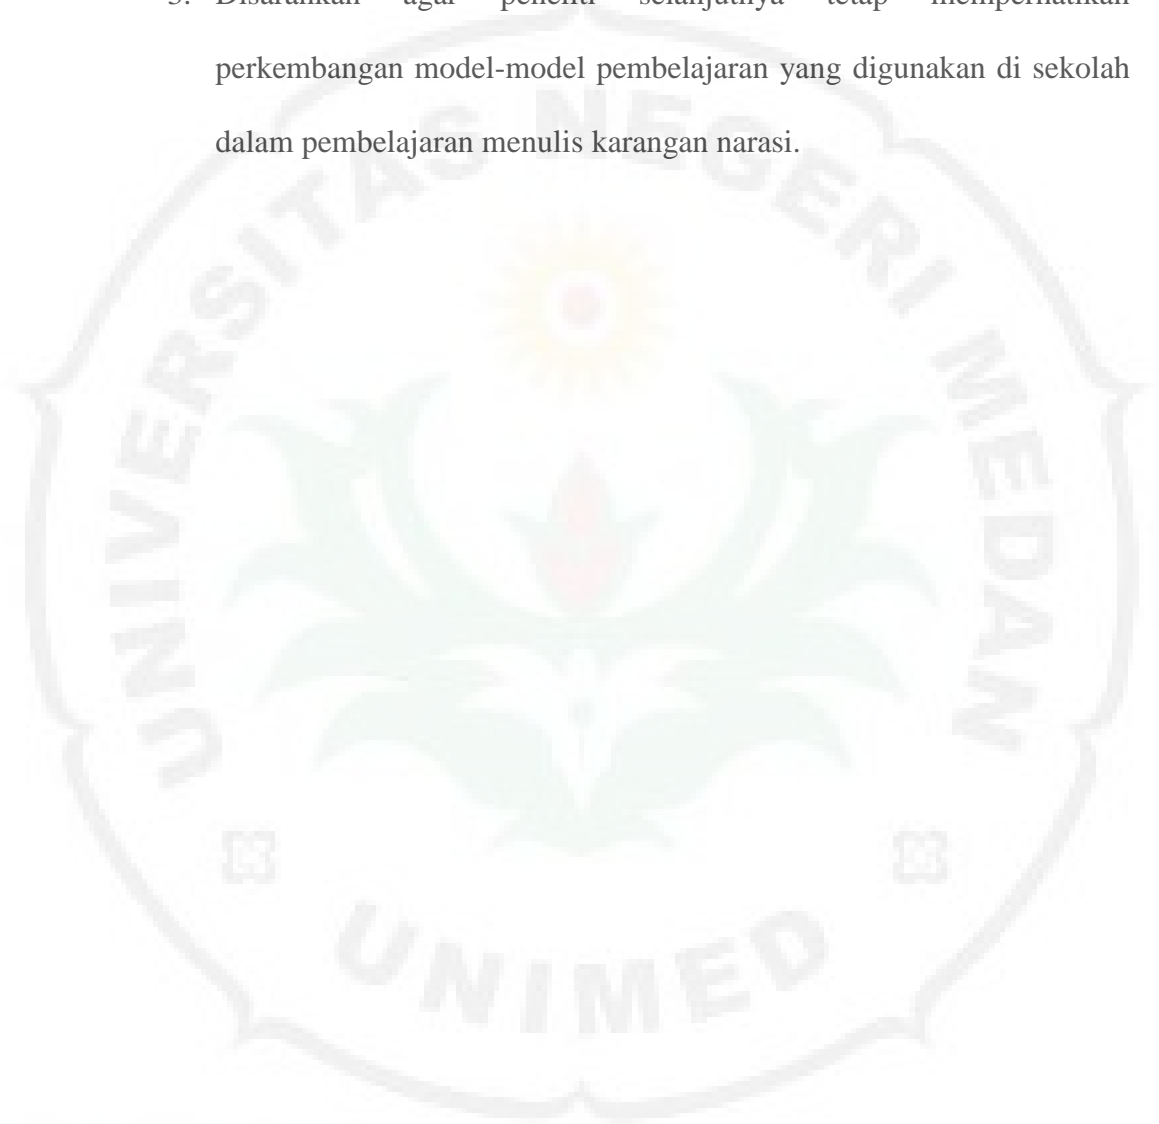 3. Disarankan agar peneliti selanjutnya tetap memperhatikan
perkembangan model-model pembelajaran yang digunakan di sekolah
dalam pembelajaran menulis karangan narasi.
UNIVERSITAS NEGERI MEDAN
UNIMED